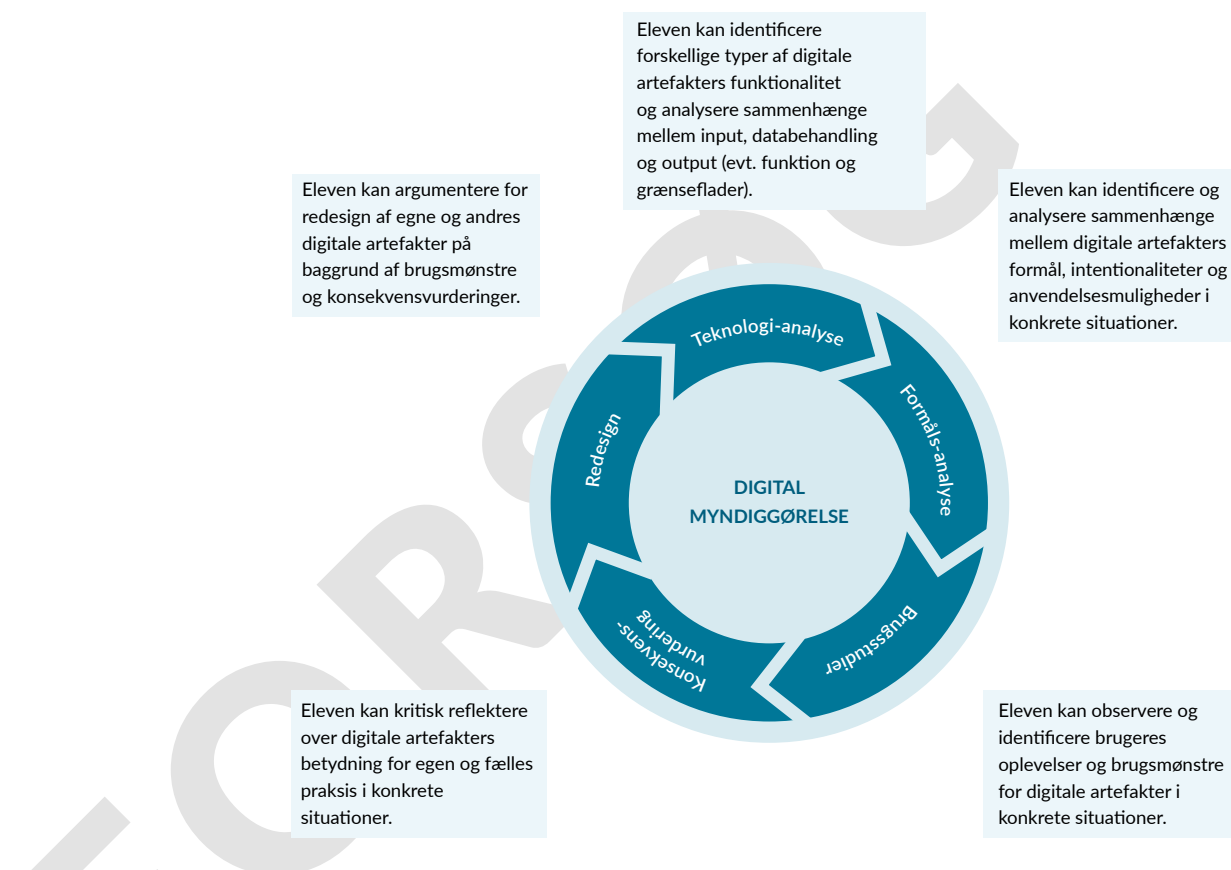 Eleven kan identificere
forskellige typer af digitale
artefakters funktionalitet
og analysere sammenhænge
mellem input, databehandling
og output (evt. funktion og
grænseflader).
Eleven kan argumentere for
redesign af egne og andres
digitale artefakter på
baggrund af brugsmønstre
og konsekvensvurderinger.
Eleven kan identificere og
analysere sammenhænge
mellem digitale artefakters
formål, intentionaliteter og
anvendelsesmuligheder i
konkrete situationer.
Teknologi-analyse
Formåls-analyse
Brugsstudier
Konsekvens-
vurdering
Redesign
DIGITAL
MYNDIGGØRELSE
Eleven kan kritisk reflektere
over digitale artefakters
betydning for egen og fælles
praksis i konkrete
situationer.
Eleven kan observere og
identificere brugeres
oplevelser og brugsmønstre
for digitale artefakter i
konkrete situationer.
FORSØG